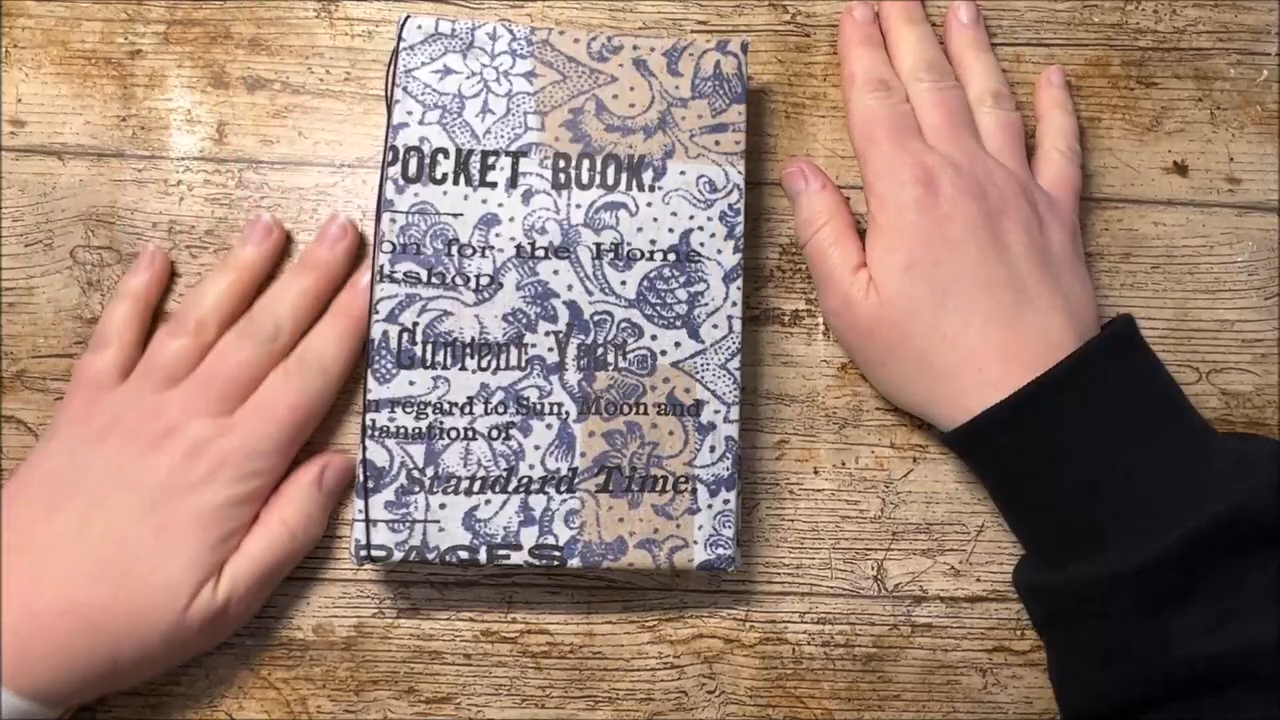 POCKET BOOK.
on for the Home
kshop.
Current Year
n regard to Sun, Moon and
lanation of
Standard Time.
PAGES